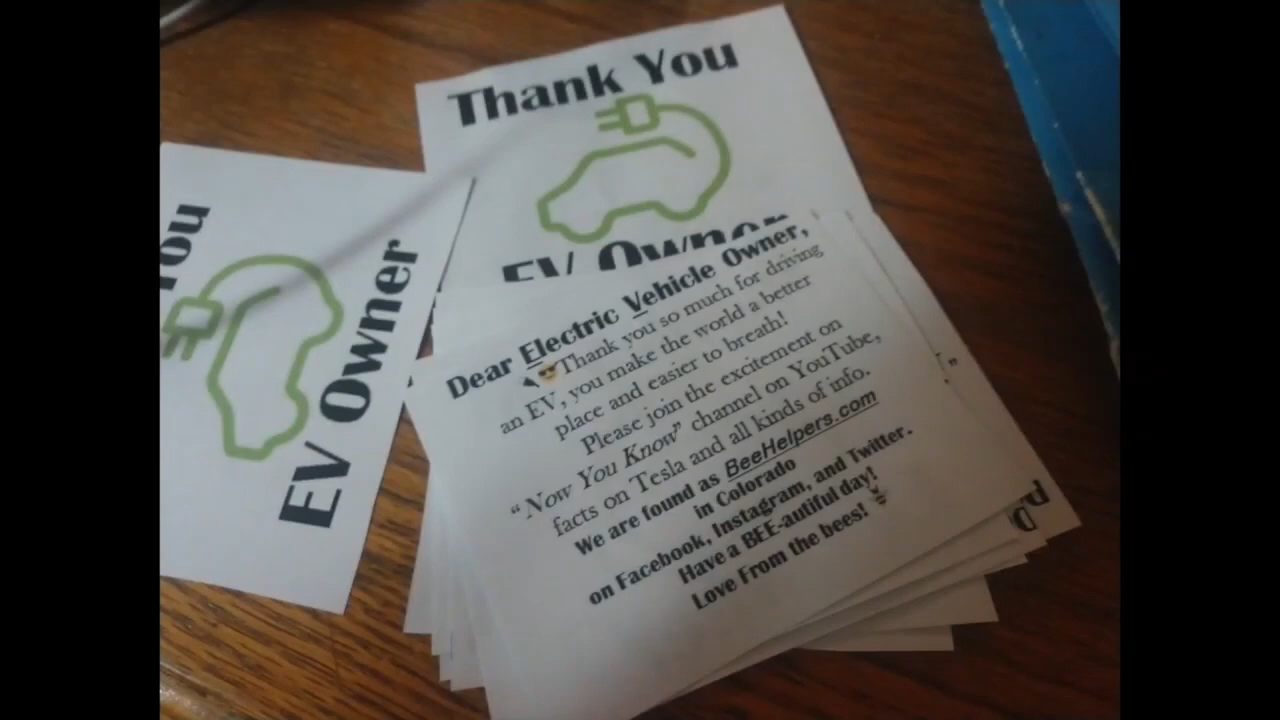 Thank You
EV Owner
You
EV Owner
Dear Electric Vehicle Owner,
Thank you so much for driving
an EV, you make the world a better
place and easier to breath!
Please join the excitement on
"Now You Know" channel on YouTube,
facts on Tesla and all kinds of info.
We are found as BeeHelpers.com
in Colorado
on Facebook, Instagram, and Twitter.
Have a BEE-autiful day!
Love From the bees!